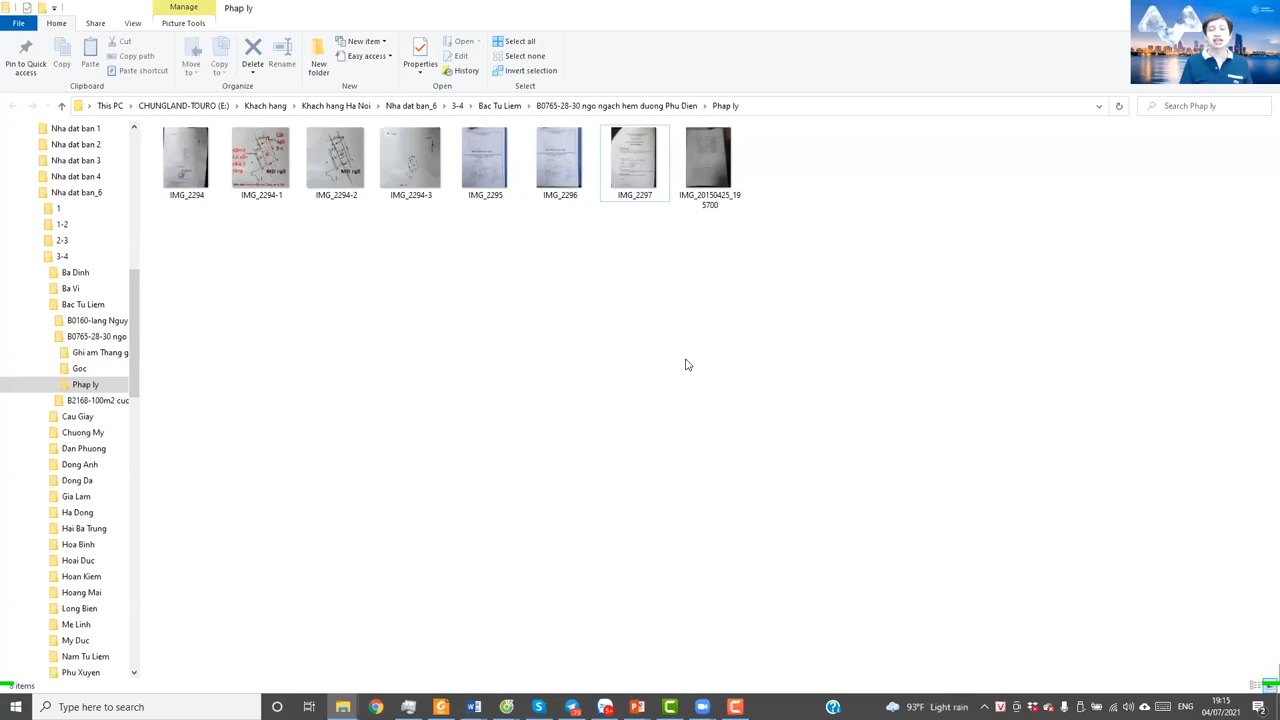 Manage
Phap ly
File
Home
Share
View
Picture Tools
Pin to Quick
access
Copy
Paste
Cut
Copy path
Paste shortcut
Clipboard
Move
to
Copy
to
Delete
Rename
Organize
New
folder
New item
Easy access
New
Properties
Open
Edit
History
Open
Select all
Select none
Invert selection
Select
This PC > CHUNGLAND-TOURO (E:) > Khach hang > Khach hang Ha Noi > Nha dat ban_6 > 3-4 > Bac Tu Liem > B0765-28-30 ngo ngach hem duong Phu Dien > Phap ly
Search Phap ly
Nha dat ban 1
Nha dat ban 2
Nha dat ban 3
Nha dat ban 4
Nha dat ban_6
1
1-2
2-3
3-4
Ba Dinh
Ba Vi
Bac Tu Liem
B0160-lang Nguy
B0765-28-30 ngo
Ghi am Thang g
Goc
Phap ly
B2168-100m2 cuc
Cau Giay
Chuong My
Dan Phuong
Dong Anh
Dong Da
Gia Lam
Ha Dong
Hai Ba Trung
Hoa Binh
Hoai Duc
Hoan Kiem
Hoang Mai
Long Bien
Me Linh
My Duc
Nam Tu Liem
Phu Xuyen
IMG_2294
IMG_2294-1
IMG_2294-2
IMG_2294-3
IMG_2295
IMG_2296
IMG_2297
IMG_20150425_19
5700
Một ngõ
Một ngõ
items
Type here to search
93°F Light rain
19:15
04/07/2021